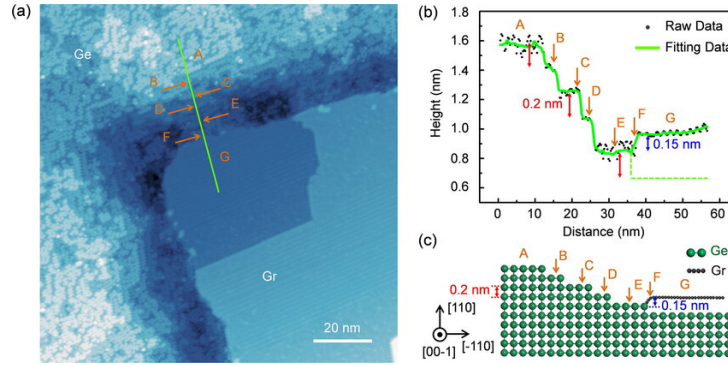 (a)
Ge
A
B
C
D
E
F
G
Gr
20 nm
(b)
1.8
1.6
1.4
1.2
1.0
0.8
0.6
Height (nm)
0
10
20
30
40
50
60
Distance (nm)
A
B
C
D
E
F
G
Raw Data
Fitting Data
0.2 nm
0.15 nm
(c)
Ge
Gr
A
B
C
D
E
F
G
0.2 nm
0.15 nm
[110]
[00-1]
[-110]